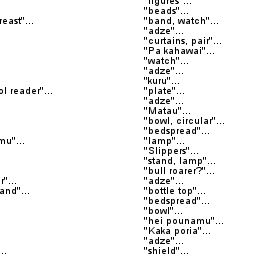 "figures"...
"beads"...
reast"... "band, watch"...
"adze"...
"curtains, pair"...
"Pa kahawai"...
"watch"...
"adze"...
"kuru"...
ol reader"... "plate"...
"adze"...
"Matau"...
"bowl, circular"...
"bedspread"...
mu"... "lamp"...
"Slippers"...
"stand, lamp"...
"bull roarer?"...
r"... "adze"...
and"... "bottle top"...
"bedspread"...
"bowl"...
"hei pounamu"...
"Kaka poria"...
"adze"...
... "shield"...